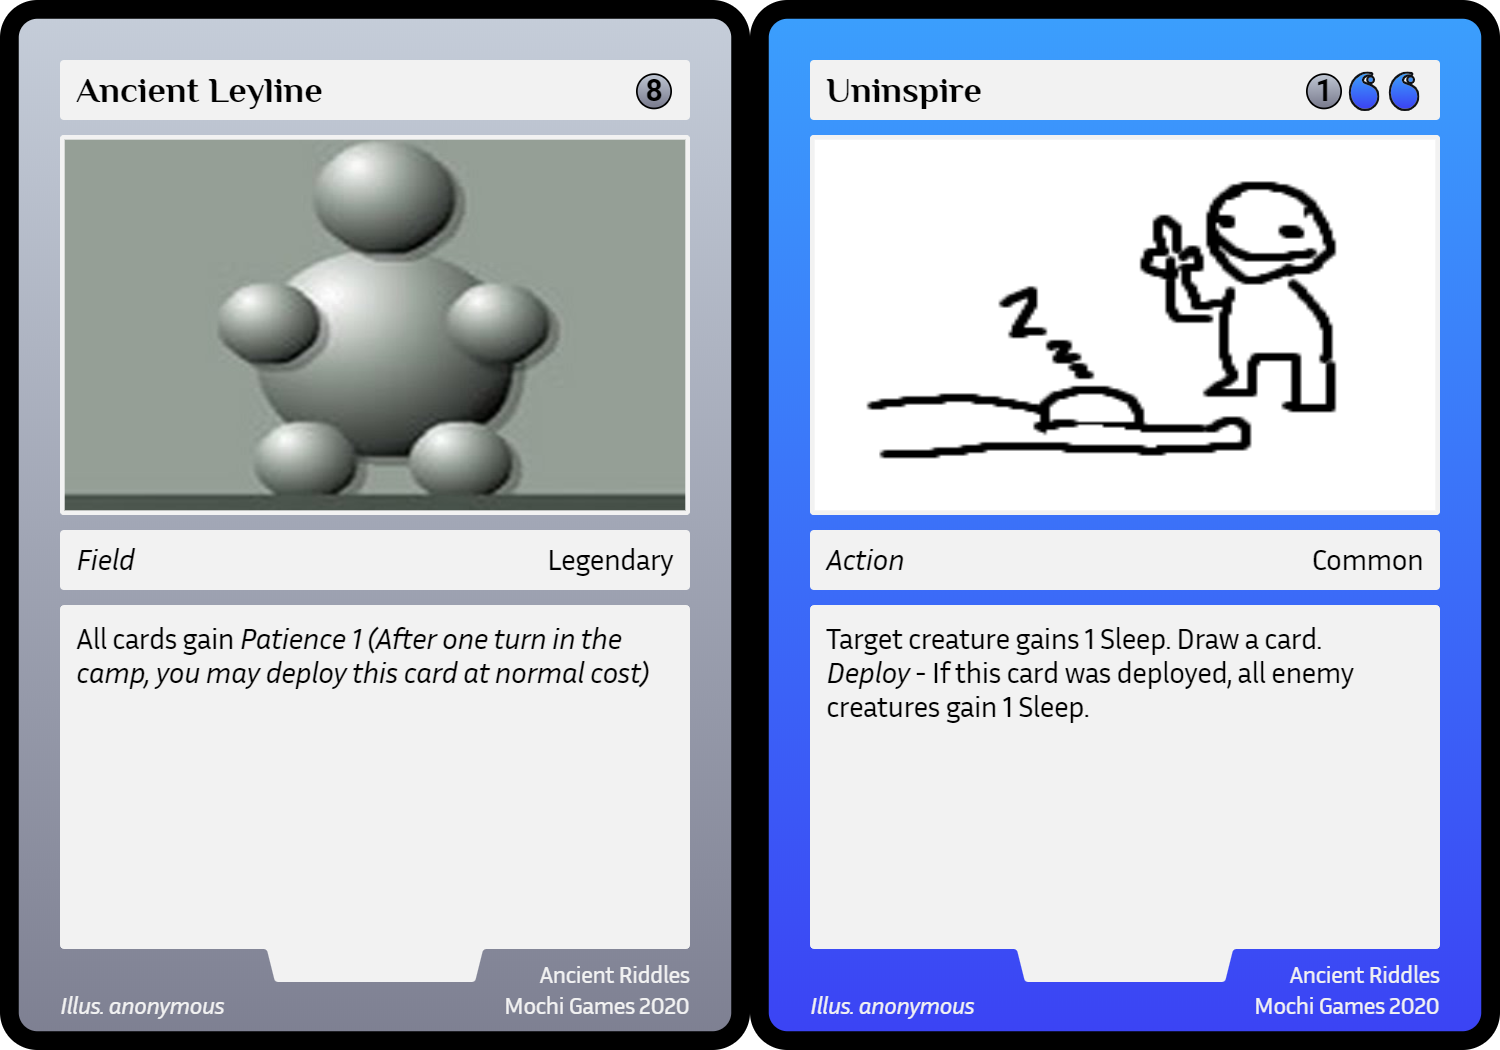 Ancient Leyline 8
Field Legendary
All cards gain Patience 1 (After one turn in the
camp, you may deploy this card at normal cost)
Ancient Riddles
Illus. anonymous Mochi Games 2020
Uninspire 1
Z
z
z
Action Common
Target creature gains 1 Sleep. Draw a card.
Deploy - If this card was deployed, all enemy
creatures gain 1 Sleep.
Ancient Riddles
Illus. anonymous Mochi Games 2020